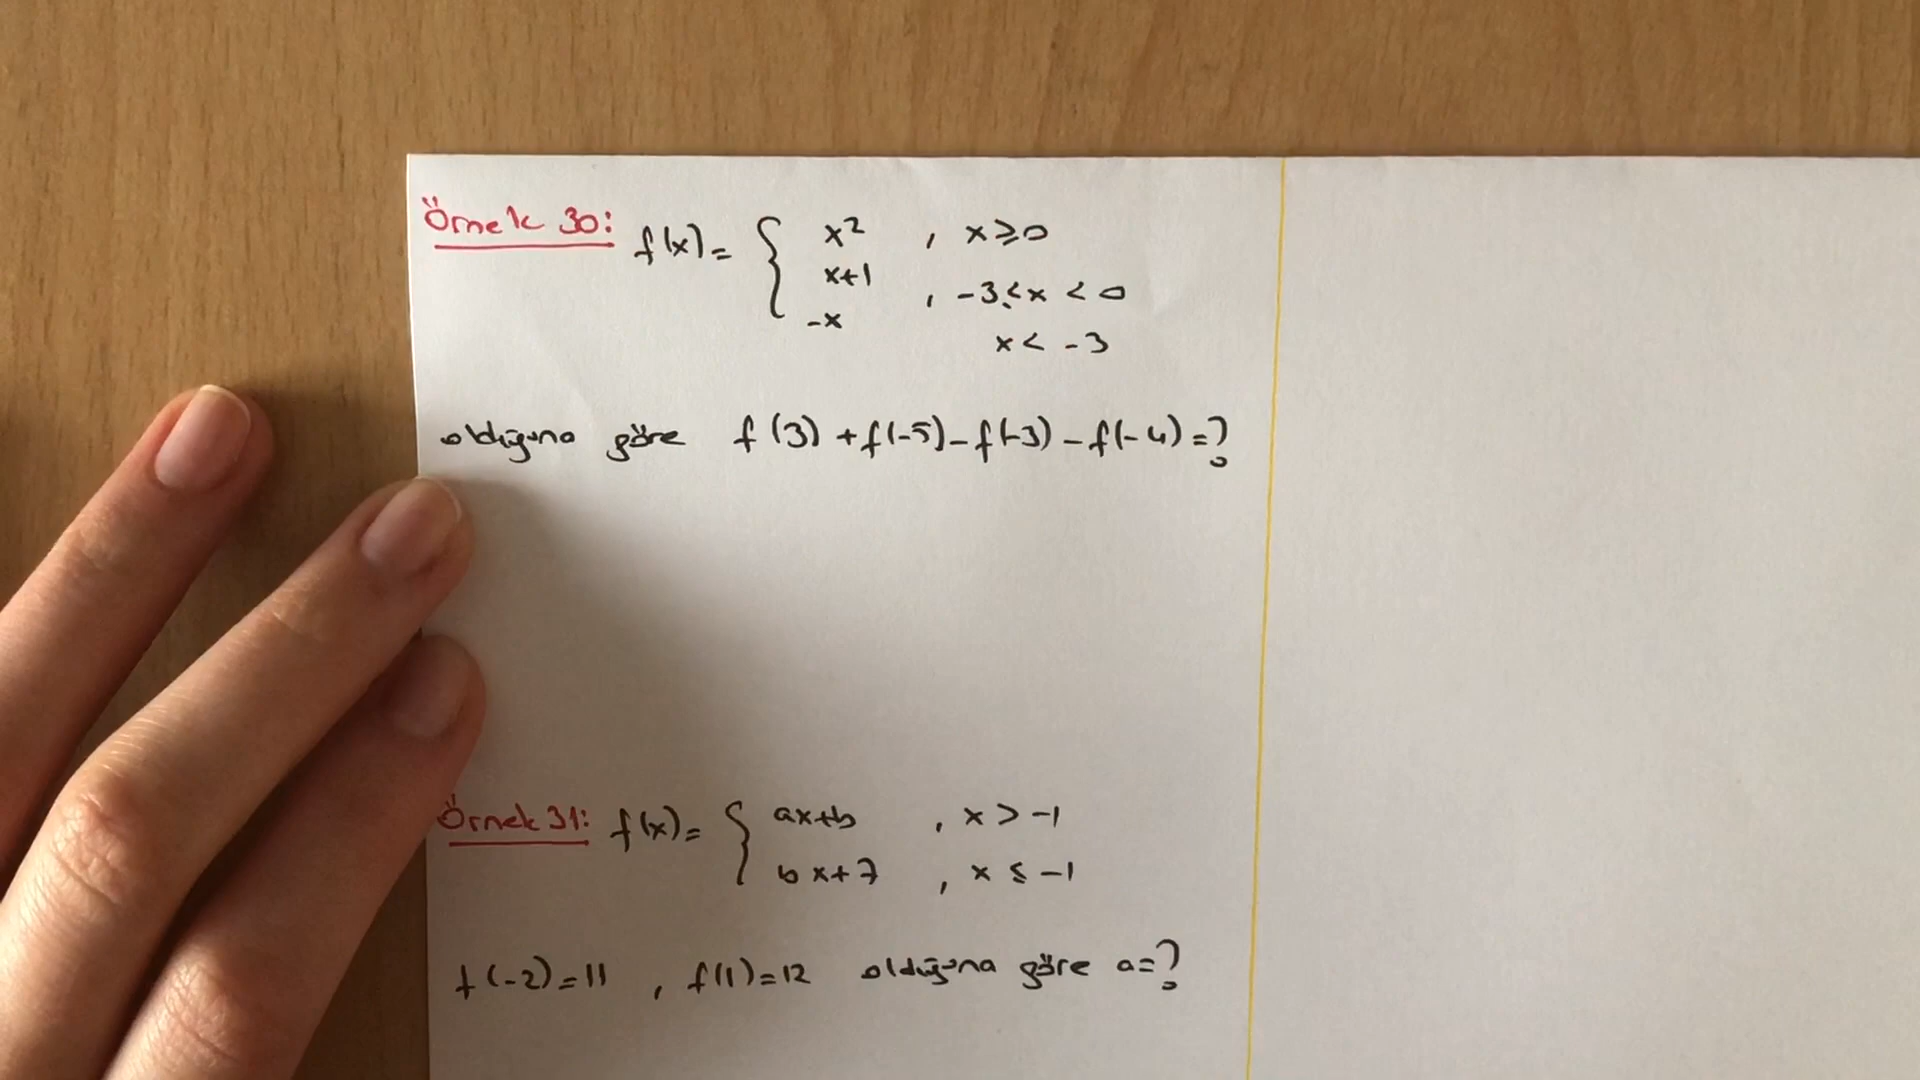 Örnek 30: f(x)= { x² , x≥0
x+1 , -3≤x<0
-x x<-3
olduğuna göre f(3)+f(-5)-f(-3)-f(-4)=?
Örnek 31: f(x)= { ax+b , x>-1
bx+7 , x≤-1
f(-2)=11 , f(1)=12 olduğuna göre a=?